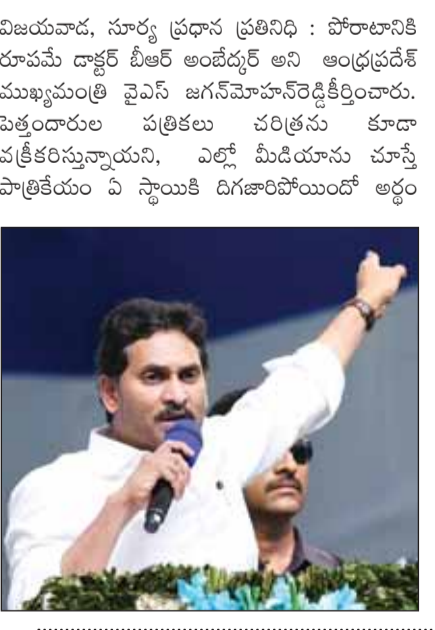 విజయవాడ, సూర్య ప్రధాన ప్రతినిధి : పోరాటానికి
రూపమే డాక్టర్ బీఆర్ అంబేద్కర్ అని ఆంధ్రప్రదేశ్
ముఖ్యమంత్రి వైఎస్ జగన్‌మోహన్‌రెడ్డికీర్తించారు.
పెత్తందారుల పత్రికలు చరిత్రను కూడా
వక్రీకరిస్తున్నాయని, ఎల్లో మీడియాను చూస్తే
పాత్రికేయం ఏ స్థాయికి దిగజారిపోయిందో అర్థం